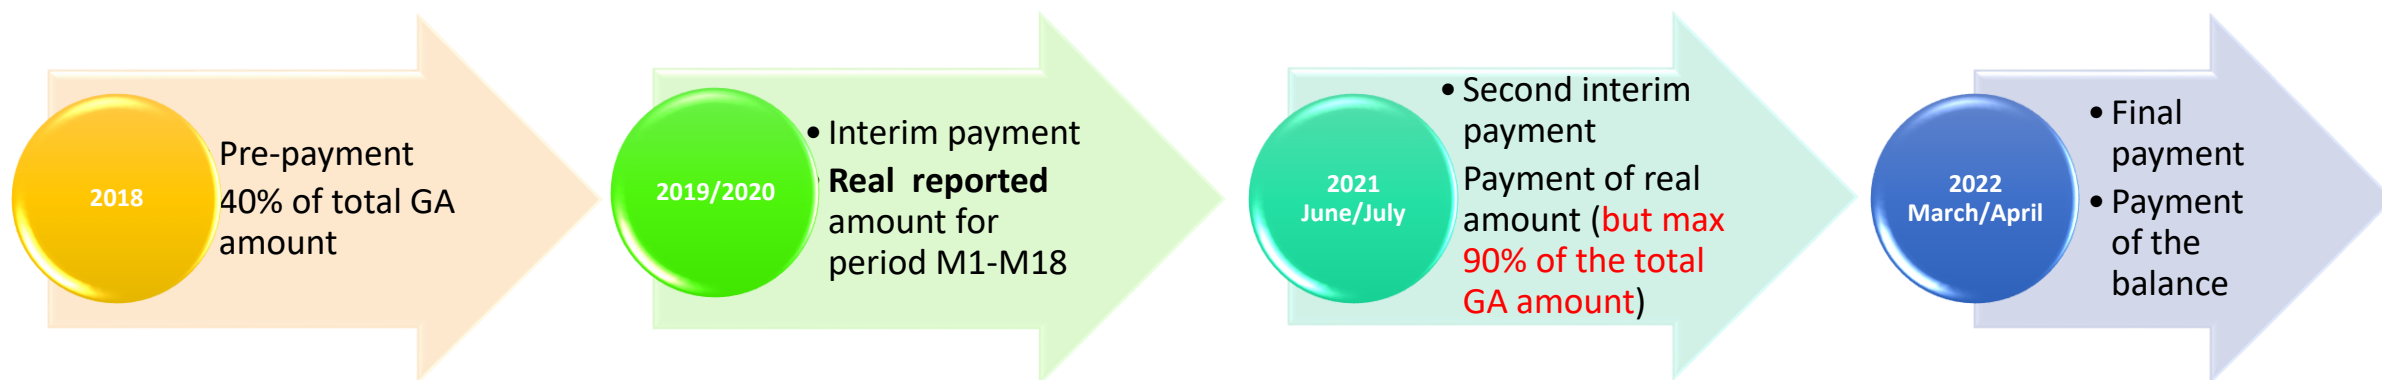 2018
Pre-payment
40% of total GA
amount
2019/2020
• Interim payment
• Real reported
amount for
period M1-M18
2021
June/July
• Second interim
payment
Payment of real
amount (but max
90% of the total
GA amount)
2022
March/April
• Final
payment
• Payment
of the
balance